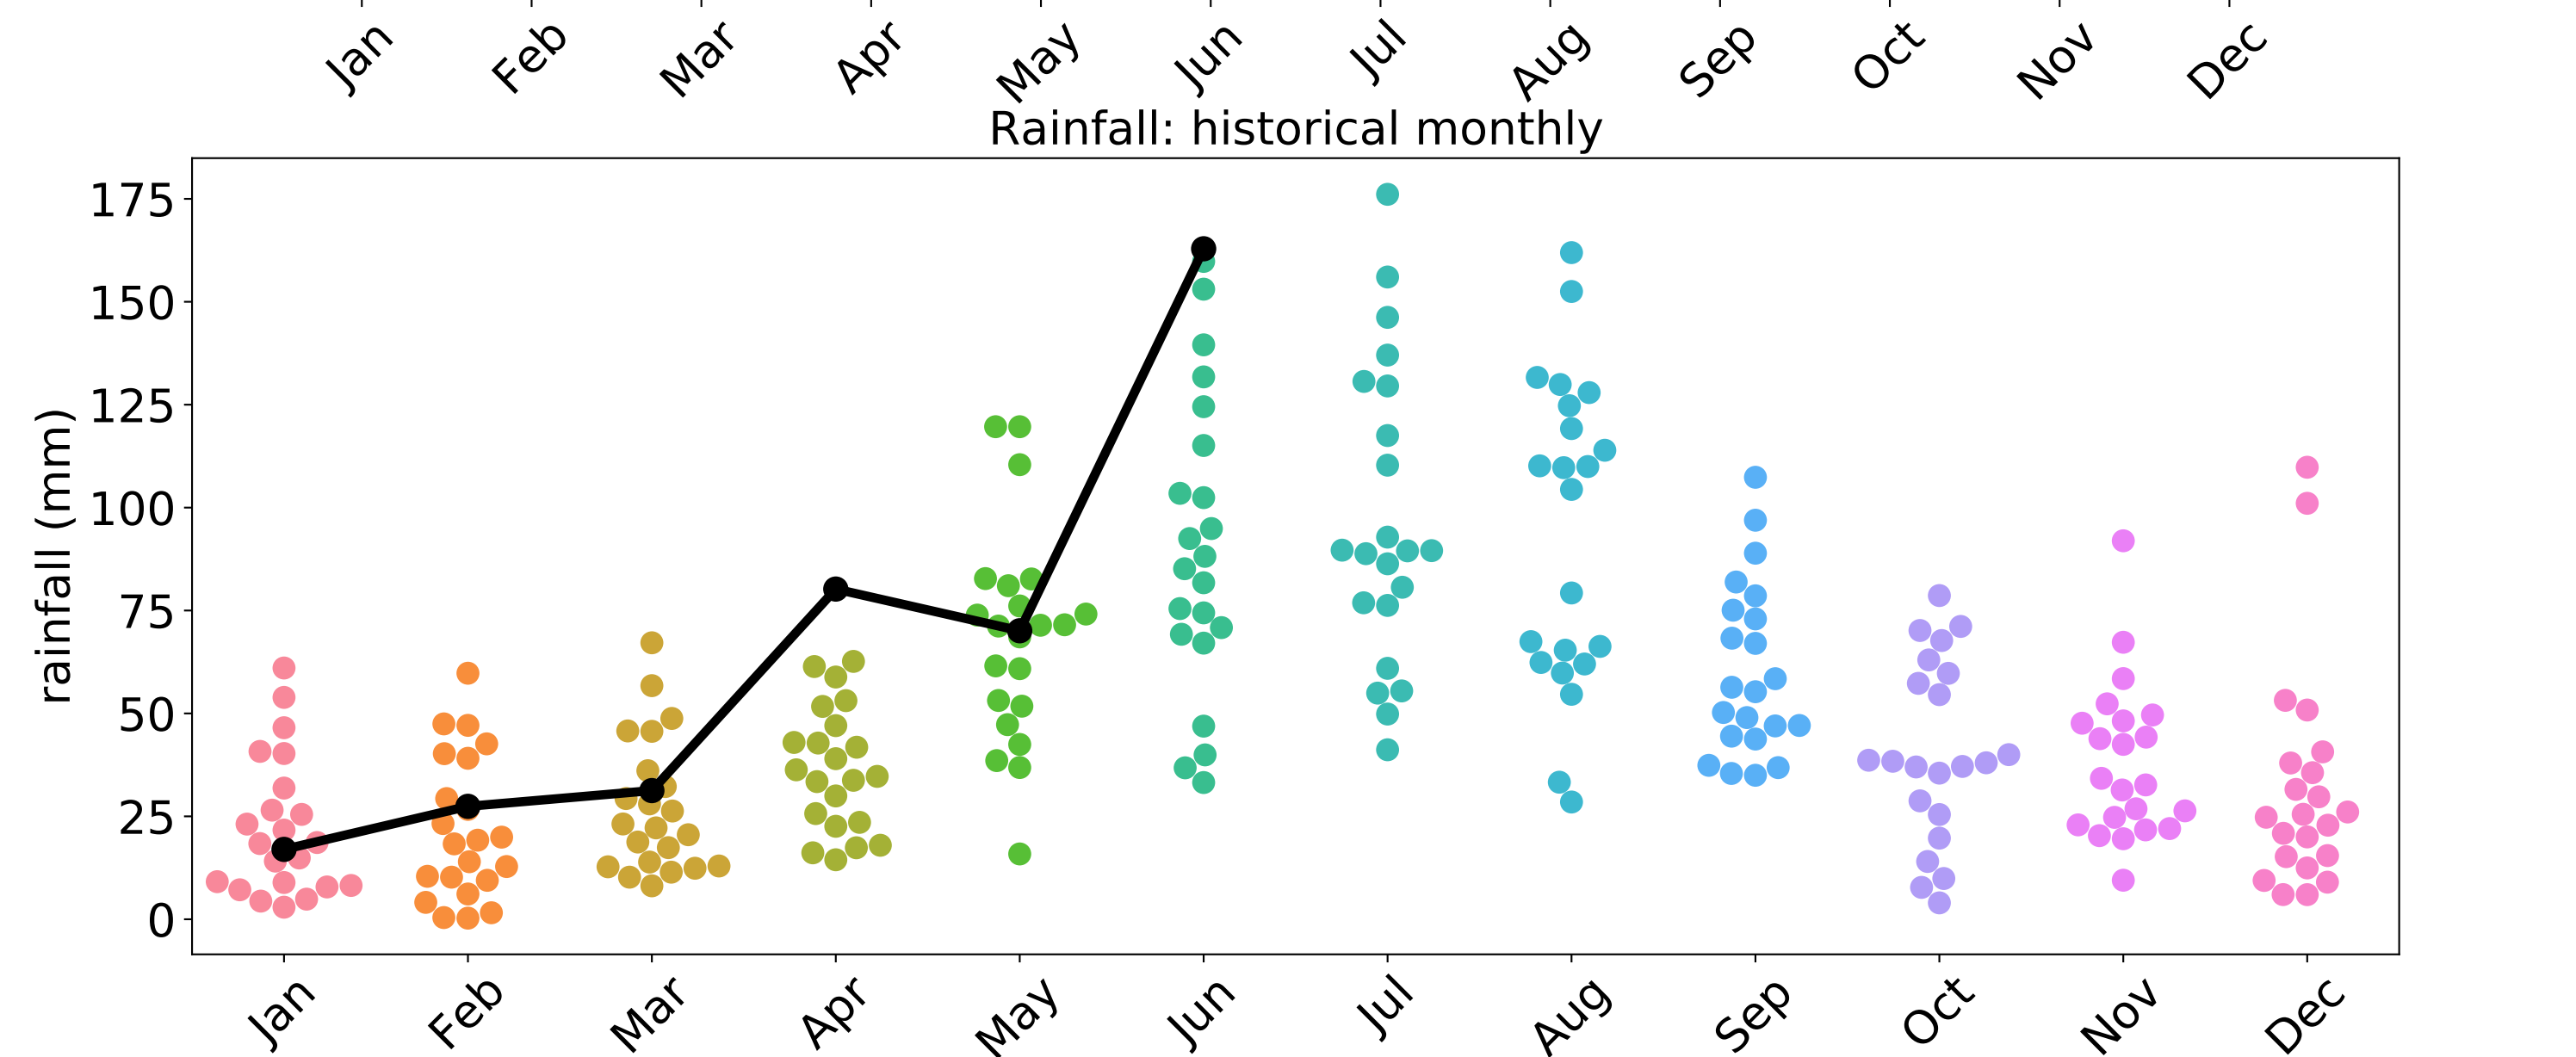 Jan Feb Mar Apr May Jun Jul Aug Sep Oct Nov Dec
Rainfall: historical monthly
rainfall (mm)
175
150
125
100
75
50
25
0
Jan Feb Mar Apr May Jun Jul Aug Sep Oct Nov Dec